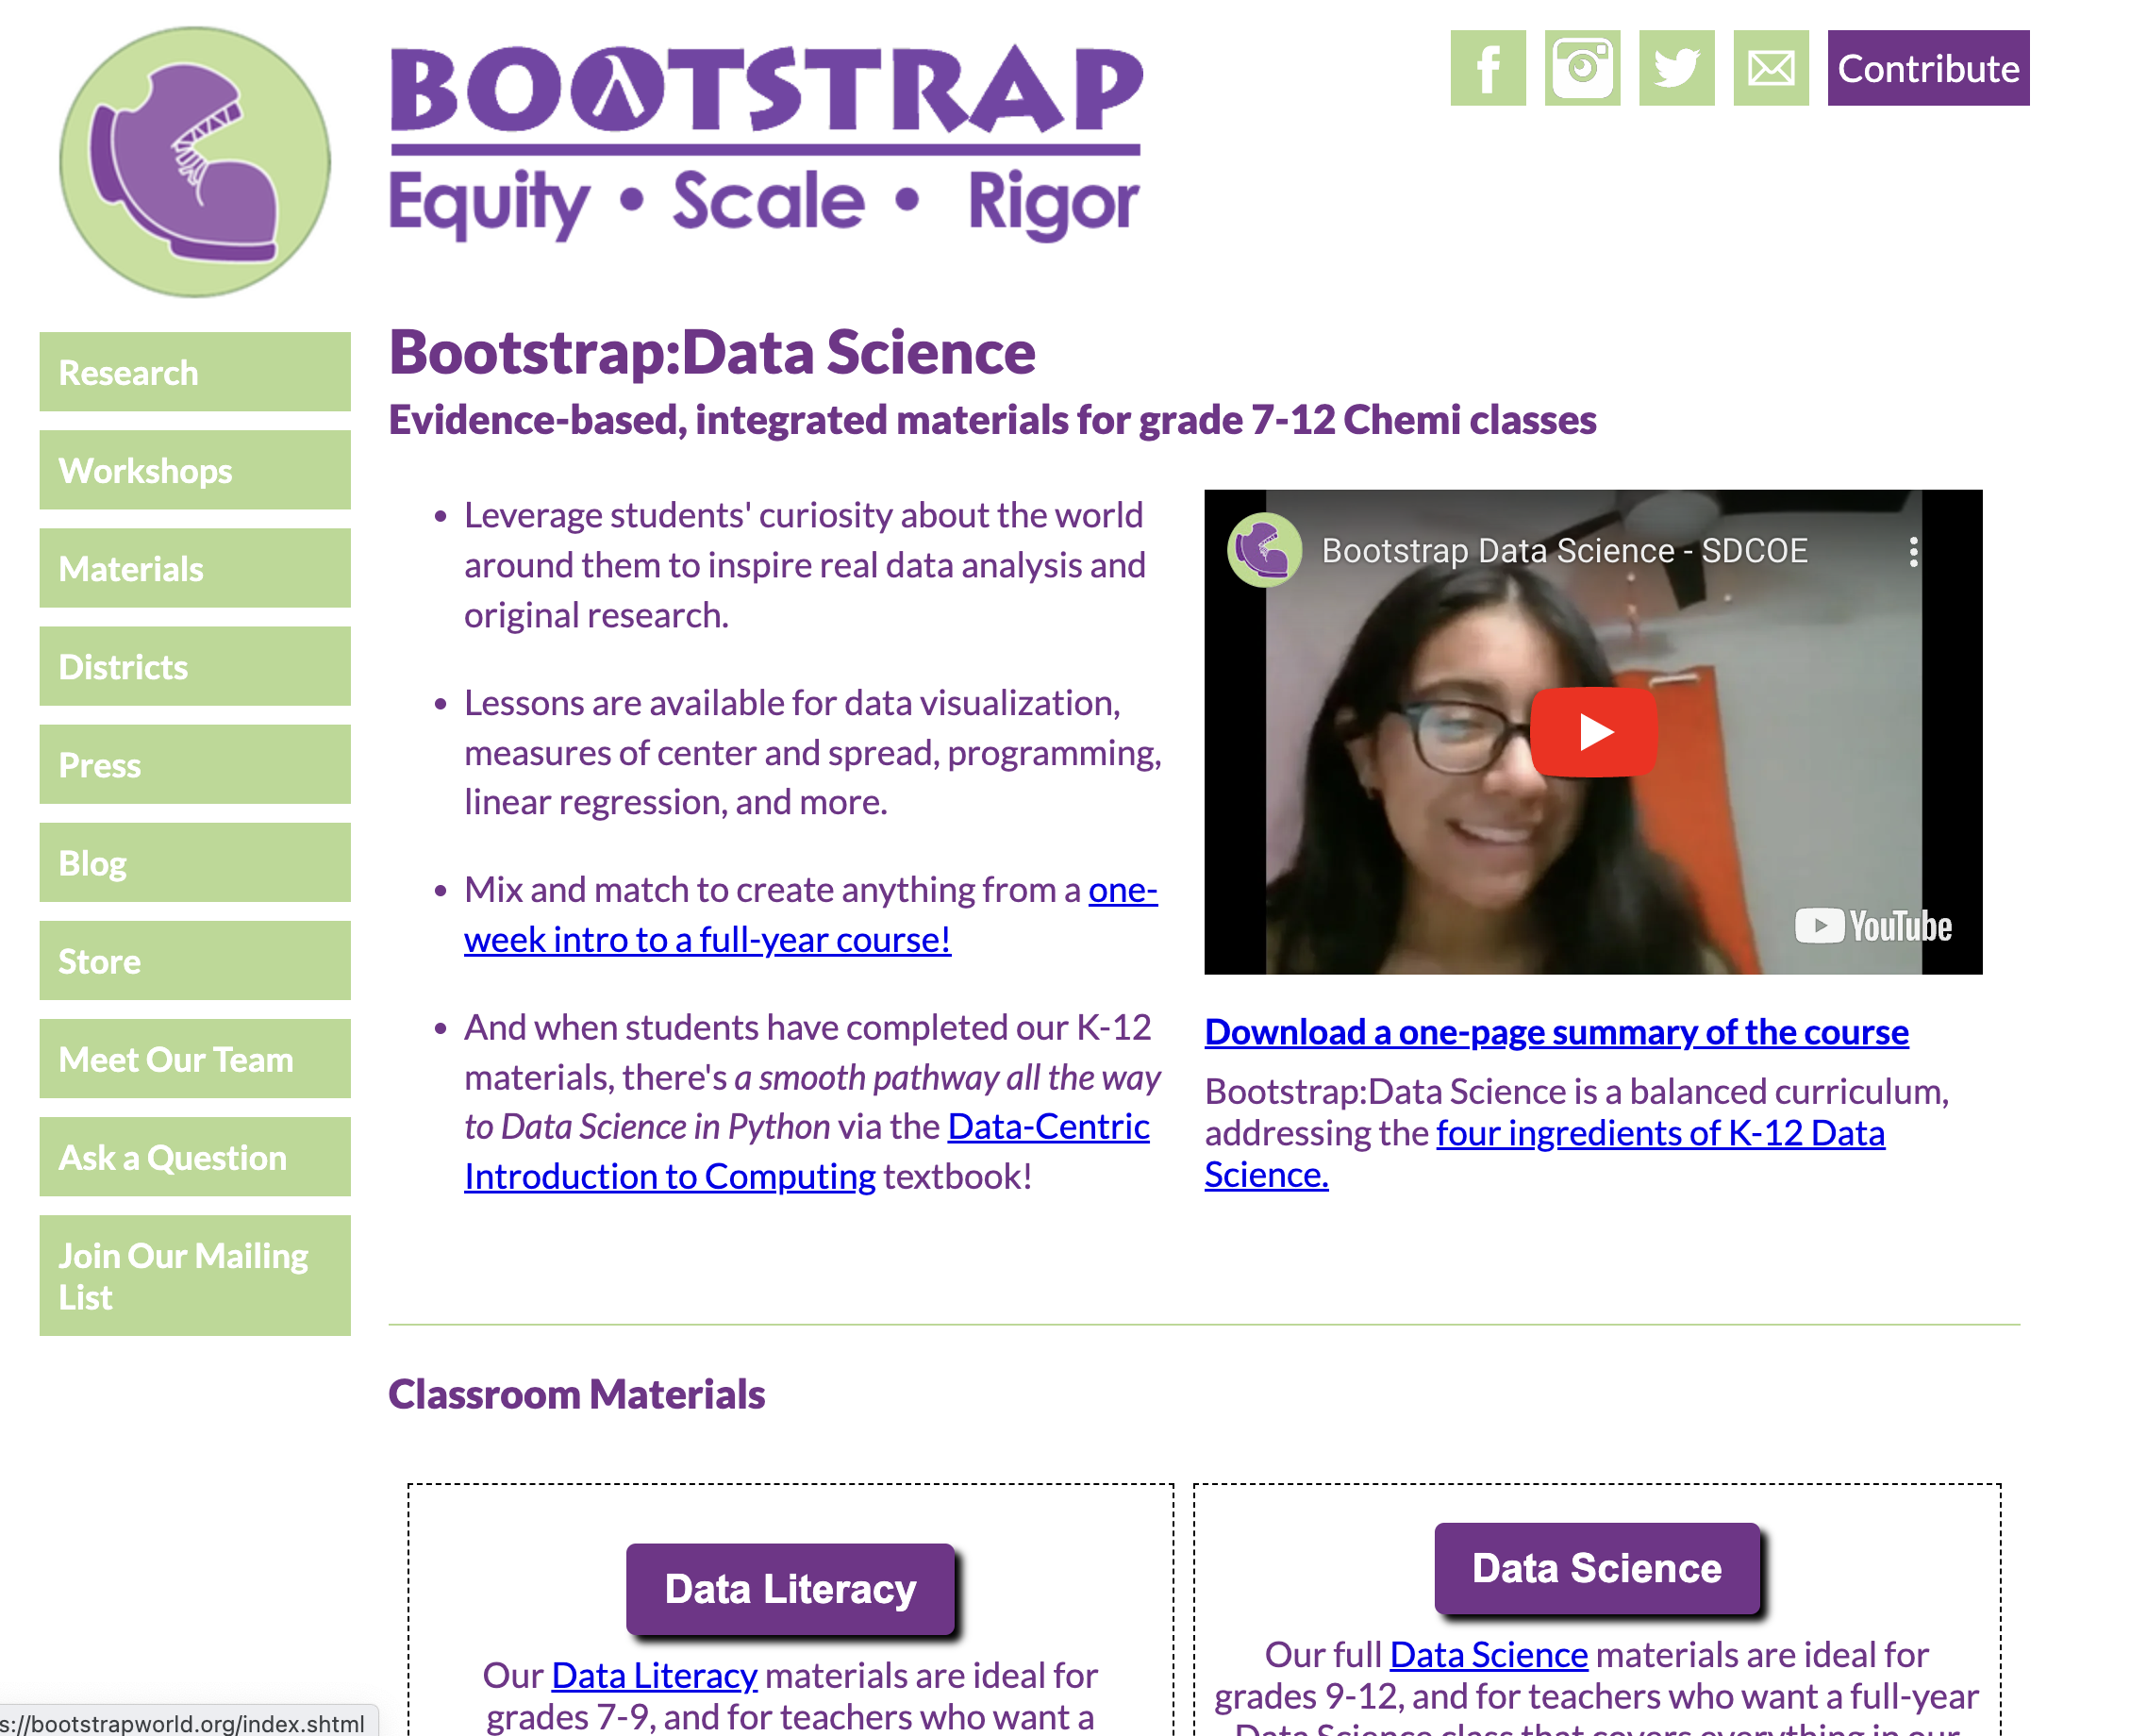 BOOTSTRAP
Equity • Scale • Rigor
Contribute
Research
Workshops
Materials
Districts
Press
Blog
Store
Meet Our Team
Ask a Question
Join Our Mailing
List
Bootstrap:Data Science
Evidence-based, integrated materials for grade 7-12 Chemi classes
• Leverage students' curiosity about the world
around them to inspire real data analysis and
original research.
• Lessons are available for data visualization,
measures of center and spread, programming,
linear regression, and more.
• Mix and match to create anything from a one-
week intro to a full-year course!
• And when students have completed our K-12
materials, there's a smooth pathway all the way
to Data Science in Python via the Data-Centric
Introduction to Computing textbook!
Bootstrap Data Science - SDCOE
YouTube
Download a one-page summary of the course
Bootstrap:Data Science is a balanced curriculum,
addressing the four ingredients of K-12 Data
Science.
Classroom Materials
Data Literacy
Our Data Literacy materials are ideal for
grades 7-9, and for teachers who want a
Data Science
Our full Data Science materials are ideal for
grades 9-12, and for teachers who want a full-year
Data Science class that covers everything in our
s://bootstrapworld.org/index.shtml